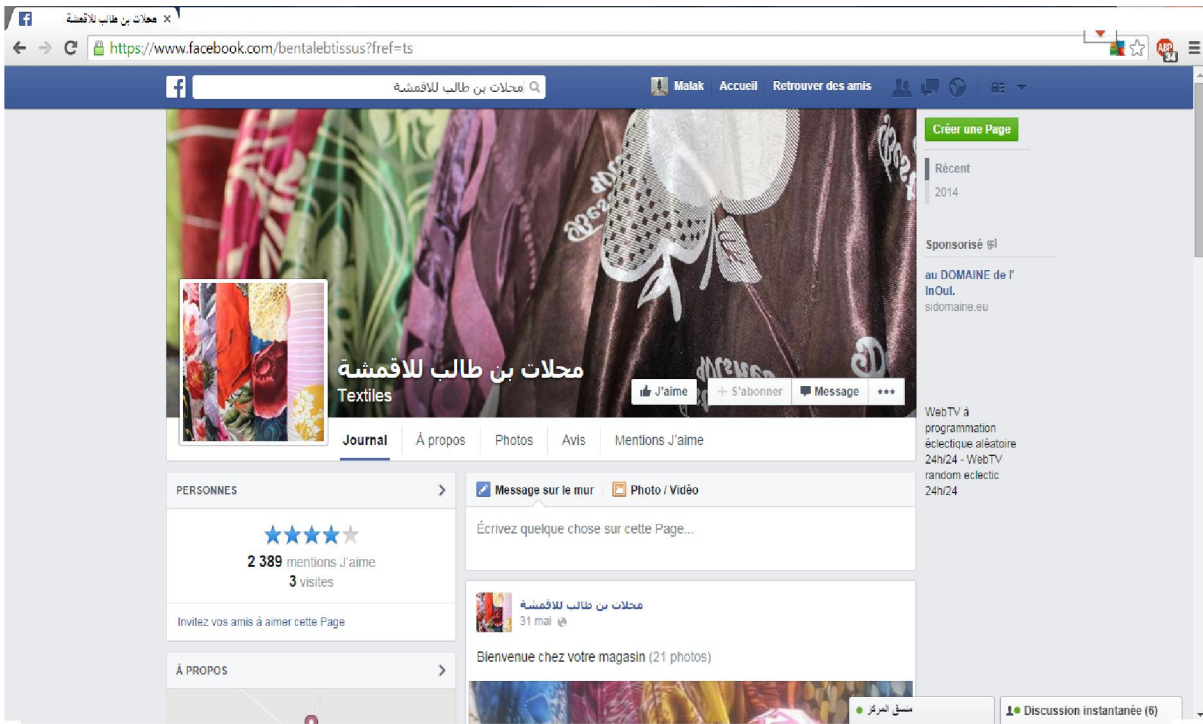 محلات بن طالب للاقمشة ×
https://www.facebook.com/bentalebtissus?fref=ts
ABP
34
محلات بن طالب للاقمشة
Malak Accueil Retrouver des amis
Créer une Page
Récent
2014
Sponsorisé
au DOMAINE de l'
InOuI.
sidomaine.eu
WebTV à
programmation
éclectique aléatoire
24h/24 - WebTV
random eclectic
24h/24
محلات بن طالب للاقمشة
Textiles
J'aime + S'abonner Message •••
Journal À propos Photos Avis Mentions J'aime
PERSONNES
2 389 mentions J'aime
3 visites
Invitez vos amis à aimer cette Page
À PROPOS
Message sur le mur Photo / Vidéo
Écrivez quelque chose sur cette Page...
محلات بن طالب للاقمشة
31 mai
Bienvenue chez votre magasin (21 photos)
منسق المركز
Discussion instantanée (6)